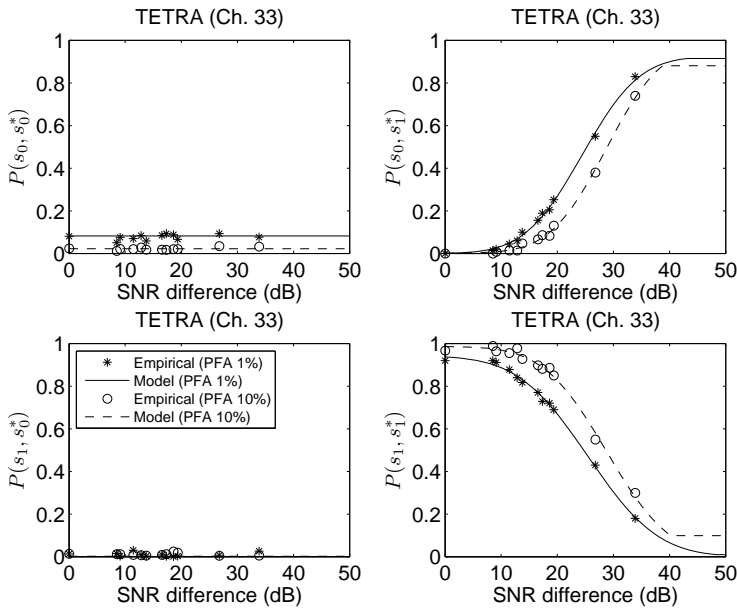 TETRA (Ch. 33)
1
0.8
0.6
0.4
0.2
0
P(s₀, s₀*)
0 10 20 30 40 50
SNR difference (dB)
TETRA (Ch. 33)
1
0.8
0.6
0.4
0.2
0
P(s₀, s₁*)
0 10 20 30 40 50
SNR difference (dB)
TETRA (Ch. 33)
1
0.8
0.6
0.4
0.2
0
P(s₁, s₀*)
Empirical (PFA 1%)
Model (PFA 1%)
Empirical (PFA 10%)
Model (PFA 10%)
0 10 20 30 40 50
SNR difference (dB)
TETRA (Ch. 33)
1
0.8
0.6
0.4
0.2
0
P(s₁, s₁*)
0 10 20 30 40 50
SNR difference (dB)